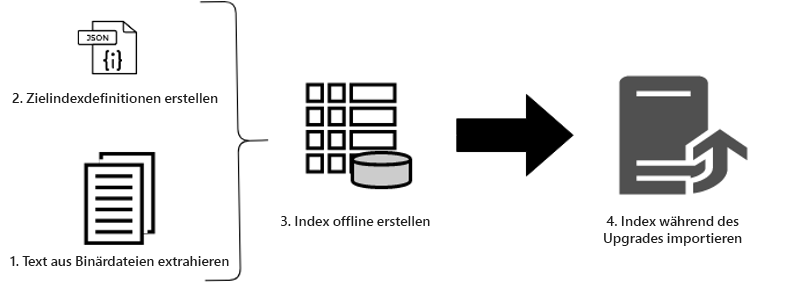 JSON
{i}
2. Zielindexdefinitionen erstellen
1. Text aus Binärdateien extrahieren
3. Index offline erstellen
4. Index während des
Upgrades importieren